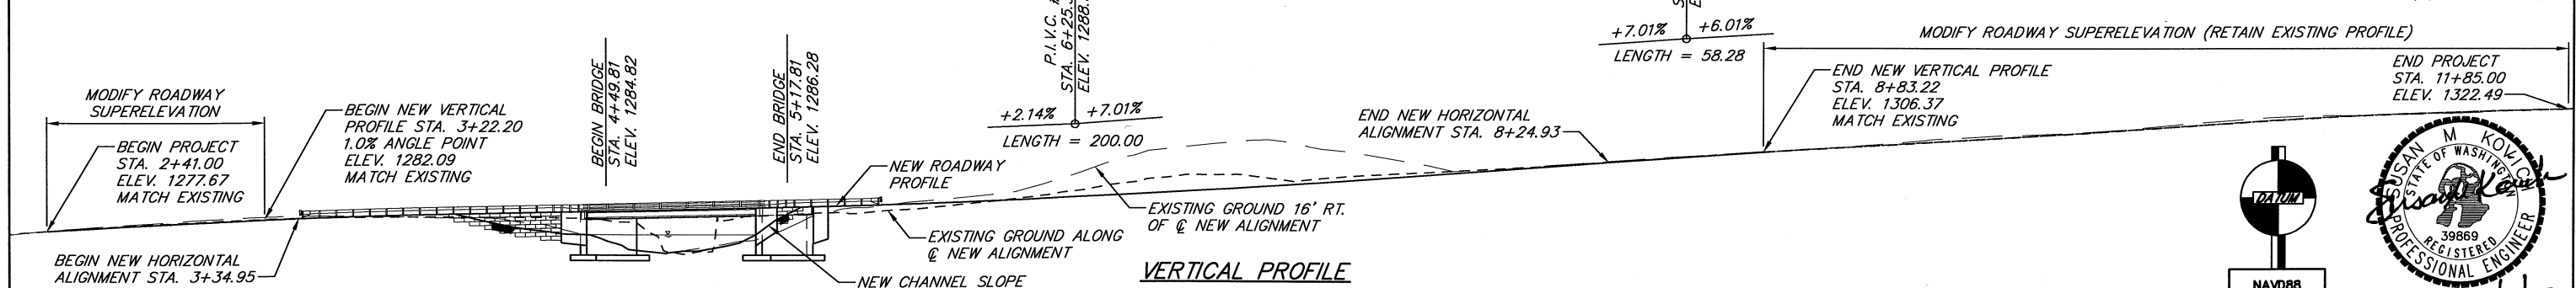 MODIFY ROADWAY
SUPERELEVATION
BEGIN PROJECT
STA. 2+41.00
ELEV. 1277.67
MATCH EXISTING
BEGIN NEW HORIZONTAL
ALIGNMENT STA. 3+34.95
BEGIN NEW VERTICAL
PROFILE STA. 3+22.20
1.0% ANGLE POINT
ELEV. 1282.09
MATCH EXISTING
BEGIN BRIDGE
STA. 4+49.81
ELEV. 1284.82
END BRIDGE
STA. 5+17.81
ELEV. 1286.28
NEW ROADWAY
PROFILE
EXISTING GROUND ALONG
℄ NEW ALIGNMENT
NEW CHANNEL SLOPE
P.I.V.C.
STA. 6+25.
ELEV. 1288.
+2.14% +7.01%
LENGTH = 200.00
EXISTING GROUND 16' RT.
OF ℄ NEW ALIGNMENT
VERTICAL PROFILE
END NEW HORIZONTAL
ALIGNMENT STA. 8+24.93
+7.01% +6.01%
LENGTH = 58.28
MODIFY ROADWAY SUPERELEVATION (RETAIN EXISTING PROFILE)
END NEW VERTICAL PROFILE
STA. 8+83.22
ELEV. 1306.37
MATCH EXISTING
END PROJECT
STA. 11+85.00
ELEV. 1322.49
DATUM
NAVD88
SUSAN M KOVICH
STATE OF WASHINGTON
39869
REGISTERED
PROFESSIONAL ENGINEER